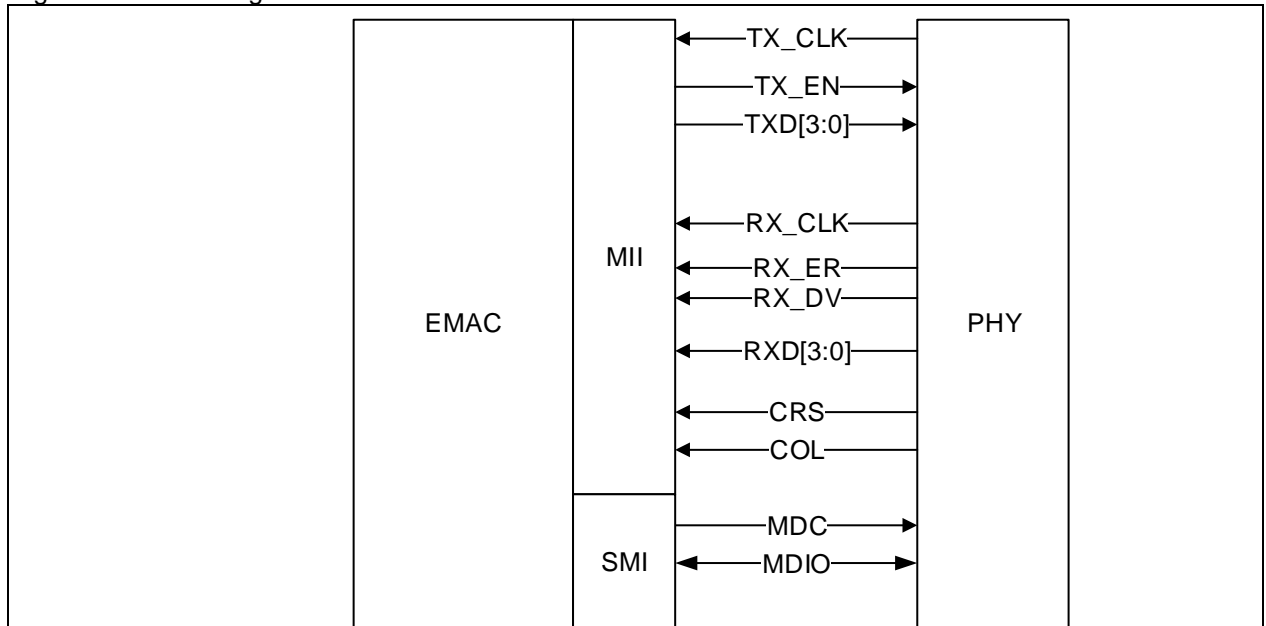 TX_CLK
TX_EN
TXD[3:0]
RX_CLK
MII
RX_ER
RX_DV
EMAC
PHY
RXD[3:0]
CRS
COL
MDC
SMI
MDIO